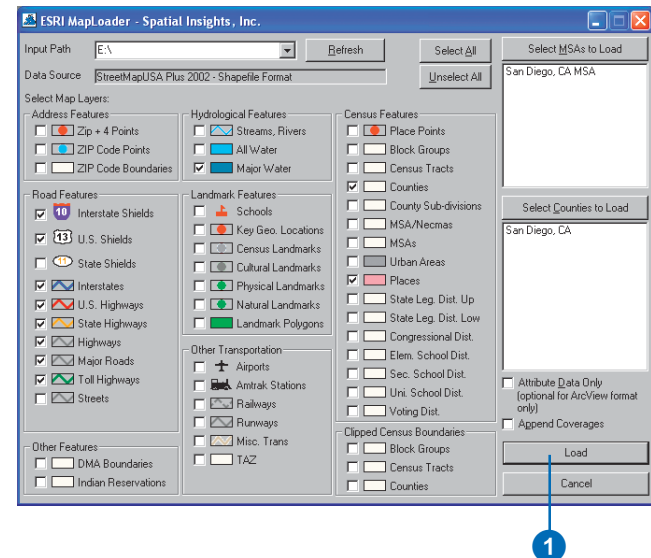 ESRI MapLoader - Spatial Insights, Inc.
Input Path E:\ Refresh Select All
Data Source StreetMapUSA Plus 2002 - Shapefile Format Unselect All
Select Map Layers:
Address Features
Zip + 4 Points
ZIP Code Points
ZIP Code Boundaries
Road Features
10 Interstate Shields
13 U.S. Shields
11 State Shields
Interstates
U.S. Highways
State Highways
Highways
Major Roads
Toll Highways
Streets
Other Features
DMA Boundaries
Indian Reservations
Hydrological Features
Streams, Rivers
All Water
Major Water
Landmark Features
Schools
Key Geo. Locations
Census Landmarks
Cultural Landmarks
Physical Landmarks
Natural Landmarks
Landmark Polygons
Other Transportation
Airports
Amtrak Stations
Railways
Runways
Misc. Trans
TAZ
Census Features
Place Points
Block Groups
Census Tracts
Counties
County Sub-divisions
MSA/Necmas
MSAs
Urban Areas
Places
State Leg. Dist. Up
State Leg. Dist. Low
Congressional Dist.
Elem. School Dist.
Sec. School Dist.
Uni. School Dist.
Voting Dist.
Clipped Census Boundaries
Block Groups
Census Tracts
Counties
Select MSAs to Load
San Diego, CA MSA
Select Counties to Load
San Diego, CA
Attribute Data Only
(optional for ArcView format
only)
Append Coverages
Load
Cancel
1